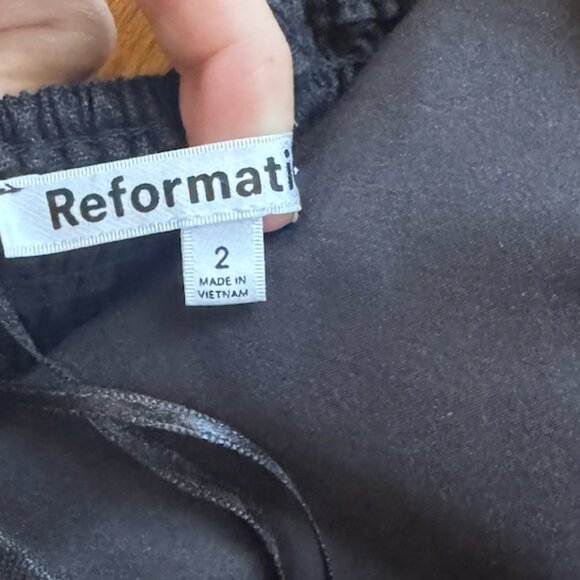 Reformati
2
MADE IN
VIETNAM